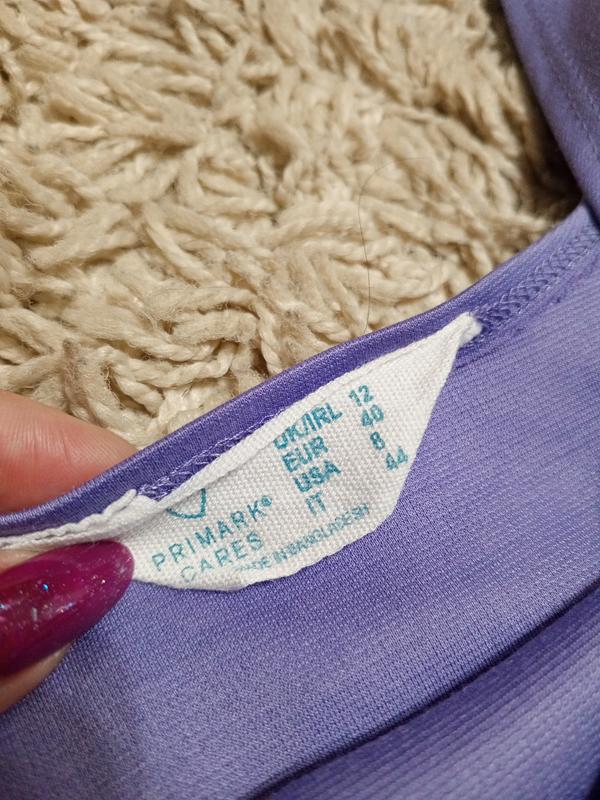 PRIMARK®
CARES
UK/IRL 12
EUR 40
USA 8
IT 44
MADE IN BANGLADESH